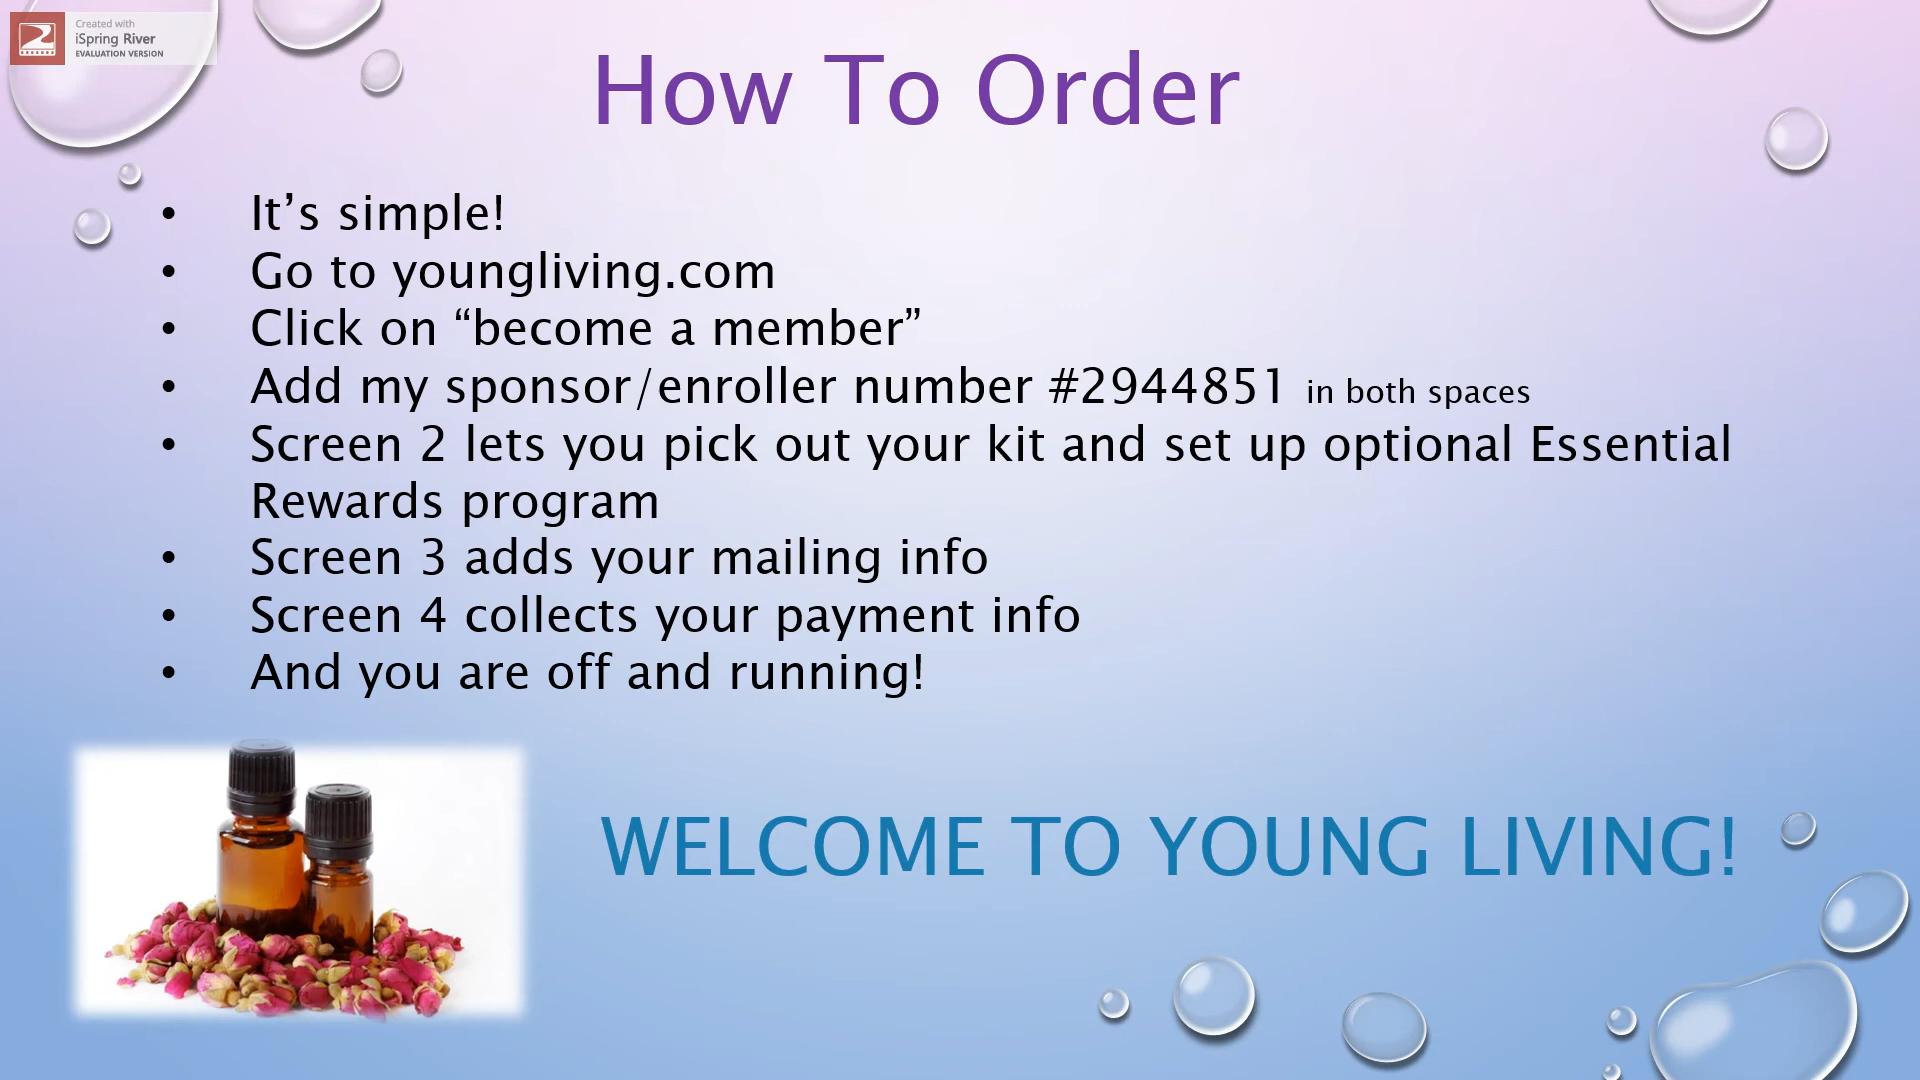 Created with
iSpring River
EVALUATION VERSION
How To Order
• It’s simple!
• Go to youngliving.com
• Click on “become a member”
• Add my sponsor/enroller number #2944851 in both spaces
• Screen 2 lets you pick out your kit and set up optional Essential
Rewards program
• Screen 3 adds your mailing info
• Screen 4 collects your payment info
• And you are off and running!
WELCOME TO YOUNG LIVING!